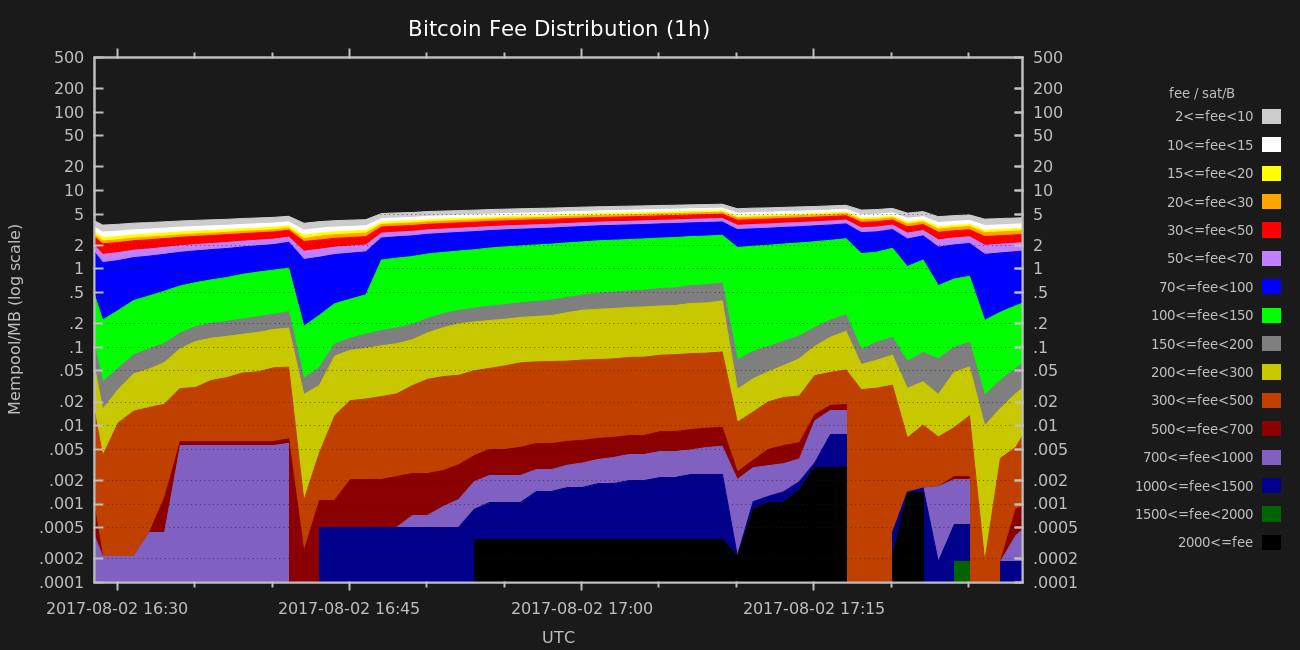 Bitcoin Fee Distribution (1h)
Mempool/MB (log scale)
500
200
100
50
20
10
5
2
1
.5
.2
.1
.05
.02
.01
.005
.002
.001
.0005
.0002
.0001
500
200
100
50
20
10
5
2
1
.5
.2
.1
.05
.02
.01
.005
.002
.001
.0005
.0002
.0001
2017-08-02 16:30
2017-08-02 16:45
2017-08-02 17:00
2017-08-02 17:15
UTC
fee / sat/B
2<=fee<10
10<=fee<15
15<=fee<20
20<=fee<30
30<=fee<50
50<=fee<70
70<=fee<100
100<=fee<150
150<=fee<200
200<=fee<300
300<=fee<500
500<=fee<700
700<=fee<1000
1000<=fee<1500
1500<=fee<2000
2000<=fee